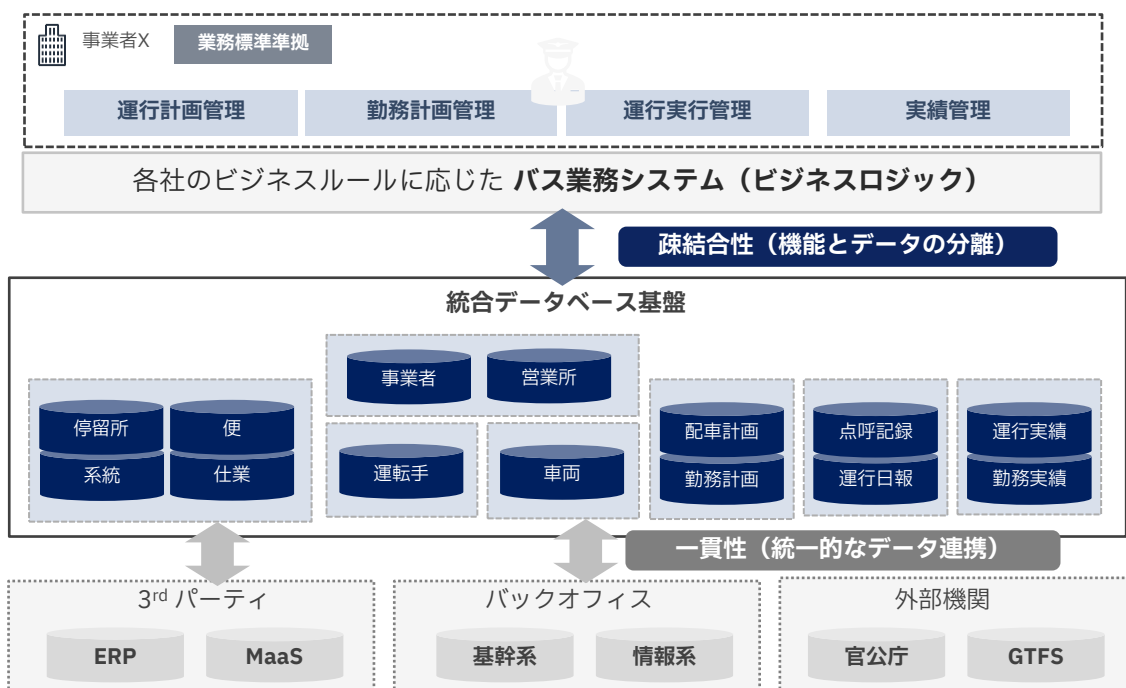 事業者X
業務標準準拠
運行計画管理
勤務計画管理
運行実行管理
実績管理
各社のビジネスルールに応じた バス業務システム（ビジネスロジック）
疎結合性（機能とデータの分離）
統合データベース基盤
事業者
営業所
停留所
便
系統
仕業
運転手
車両
配車計画
勤務計画
点呼記録
運行日報
運行実績
勤務実績
一貫性（統一的なデータ連携）
3rd パーティ
ERP
MaaS
バックオフィス
基幹系
情報系
外部機関
官公庁
GTFS